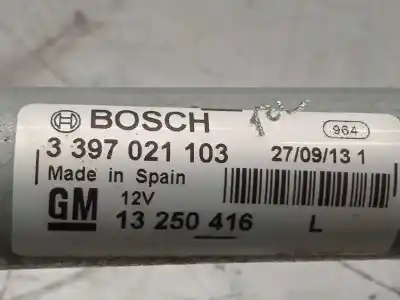 BOSCH
964
3 397 021 103 27/09/13 1
Made in Spain
GM 12V
13 250 416 L